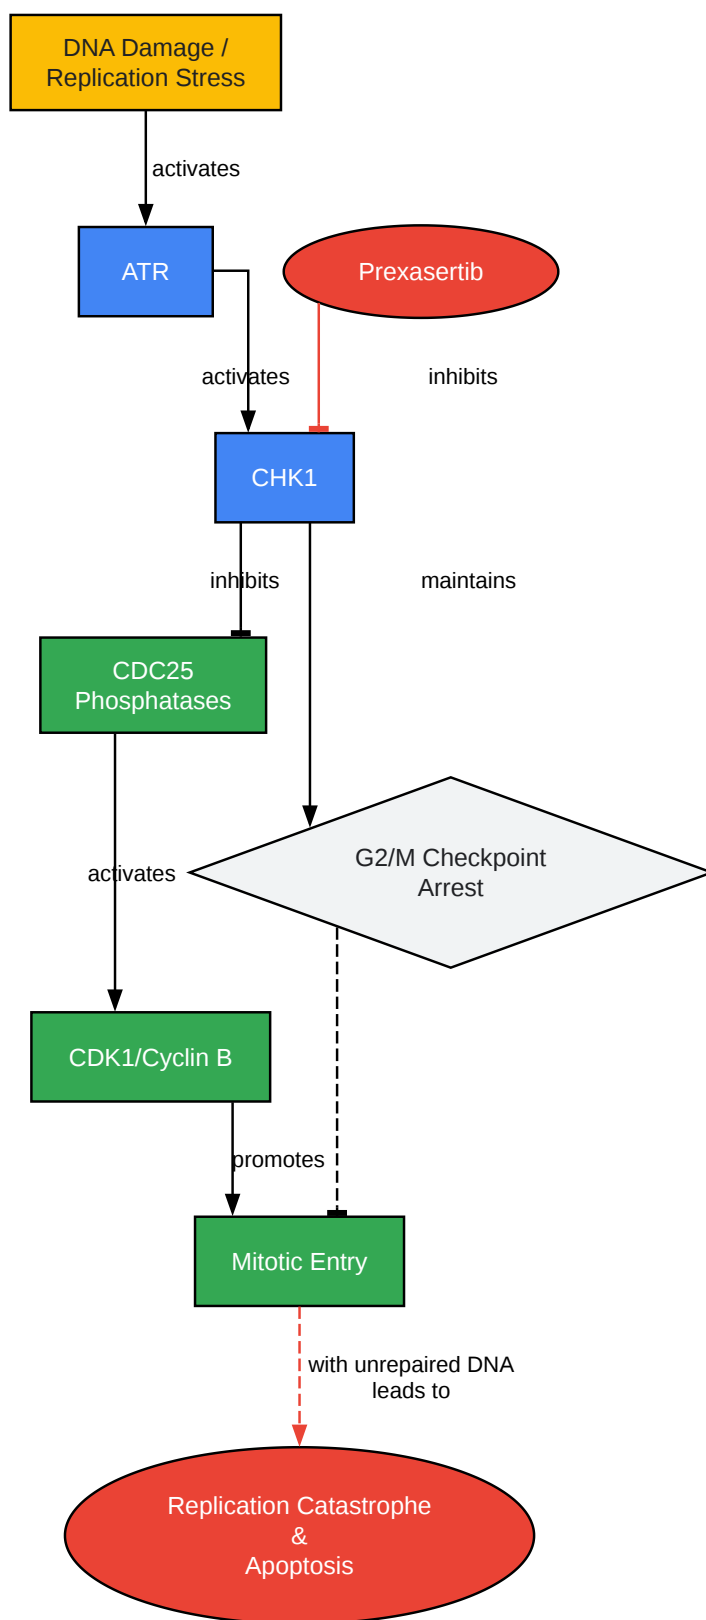 DNA Damage /
Replication Stress
activates
ATR
Prexasertib
activates
inhibits
CHK1
inhibits
maintains
CDC25
Phosphatases
G2/M Checkpoint
Arrest
activates
CDK1/Cyclin B
promotes
Mitotic Entry
with unrepaired DNA
leads to
Replication Catastrophe
&
Apoptosis